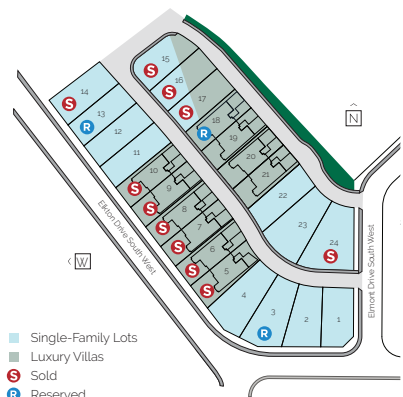 14
13
12
11
10
9
8
7
6
5
4
3
2
1
15
16
17
18
19
20
21
22
23
24
S
S
S
S
R
R
S
S
S
S
S
S
S
R
N
W
Elkton Drive South West
Elmont Drive South West
Single-Family Lots
Luxury Villas
S Sold
R Reserved